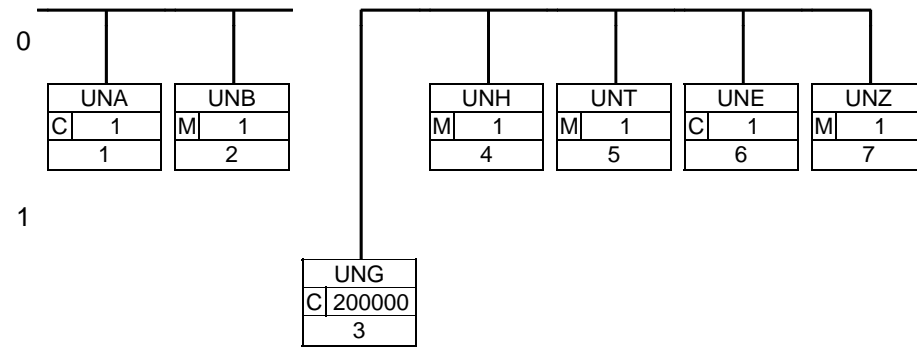 0
UNA UNB UNH UNT UNE UNZ
C 1 M 1 M 1 M 1 C 1 M 1
1 2 4 5 6 7
1
UNG
C 200000
3